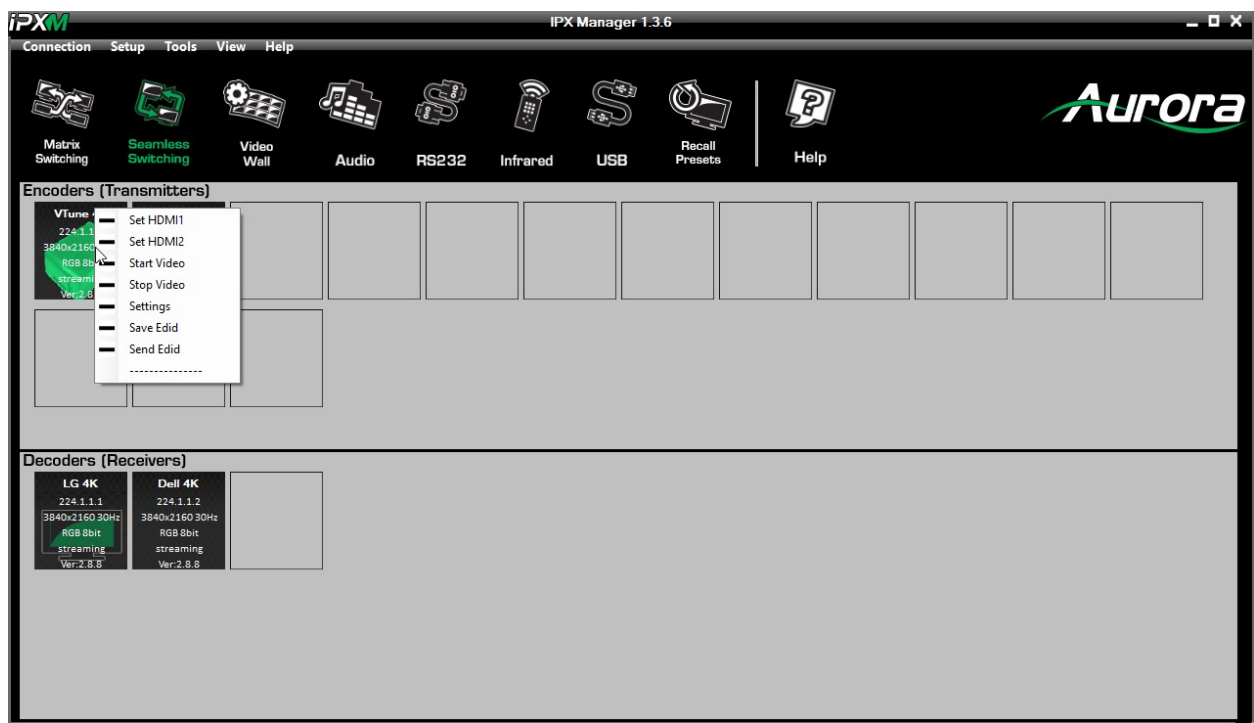 iPXM
IPX Manager 1.3.6
Connection Setup Tools View Help
Matrix Switching
Seamless Switching
Video Wall
Audio
RS232
Infrared
USB
Recall Presets
Help
Aurora
Encoders (Transmitters)
VTune
224.1.1
3840x2160
RGB 8b
streami
Ver:2.8
Set HDMI1
Set HDMI2
Start Video
Stop Video
Settings
Save Edid
Send Edid
---------------
Decoders (Receivers)
LG 4K
224.1.1.1
3840x2160 30Hz
RGB 8bit
streaming
Ver:2.8.8
Dell 4K
224.1.1.2
3840x2160 30Hz
RGB 8bit
streaming
Ver:2.8.8